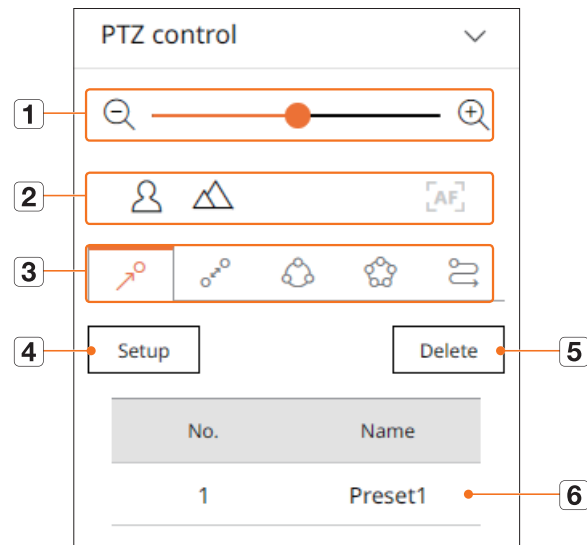 PTZ control
1
2
AF
3
4 Setup Delete 5
No. Name
1 Preset1 6